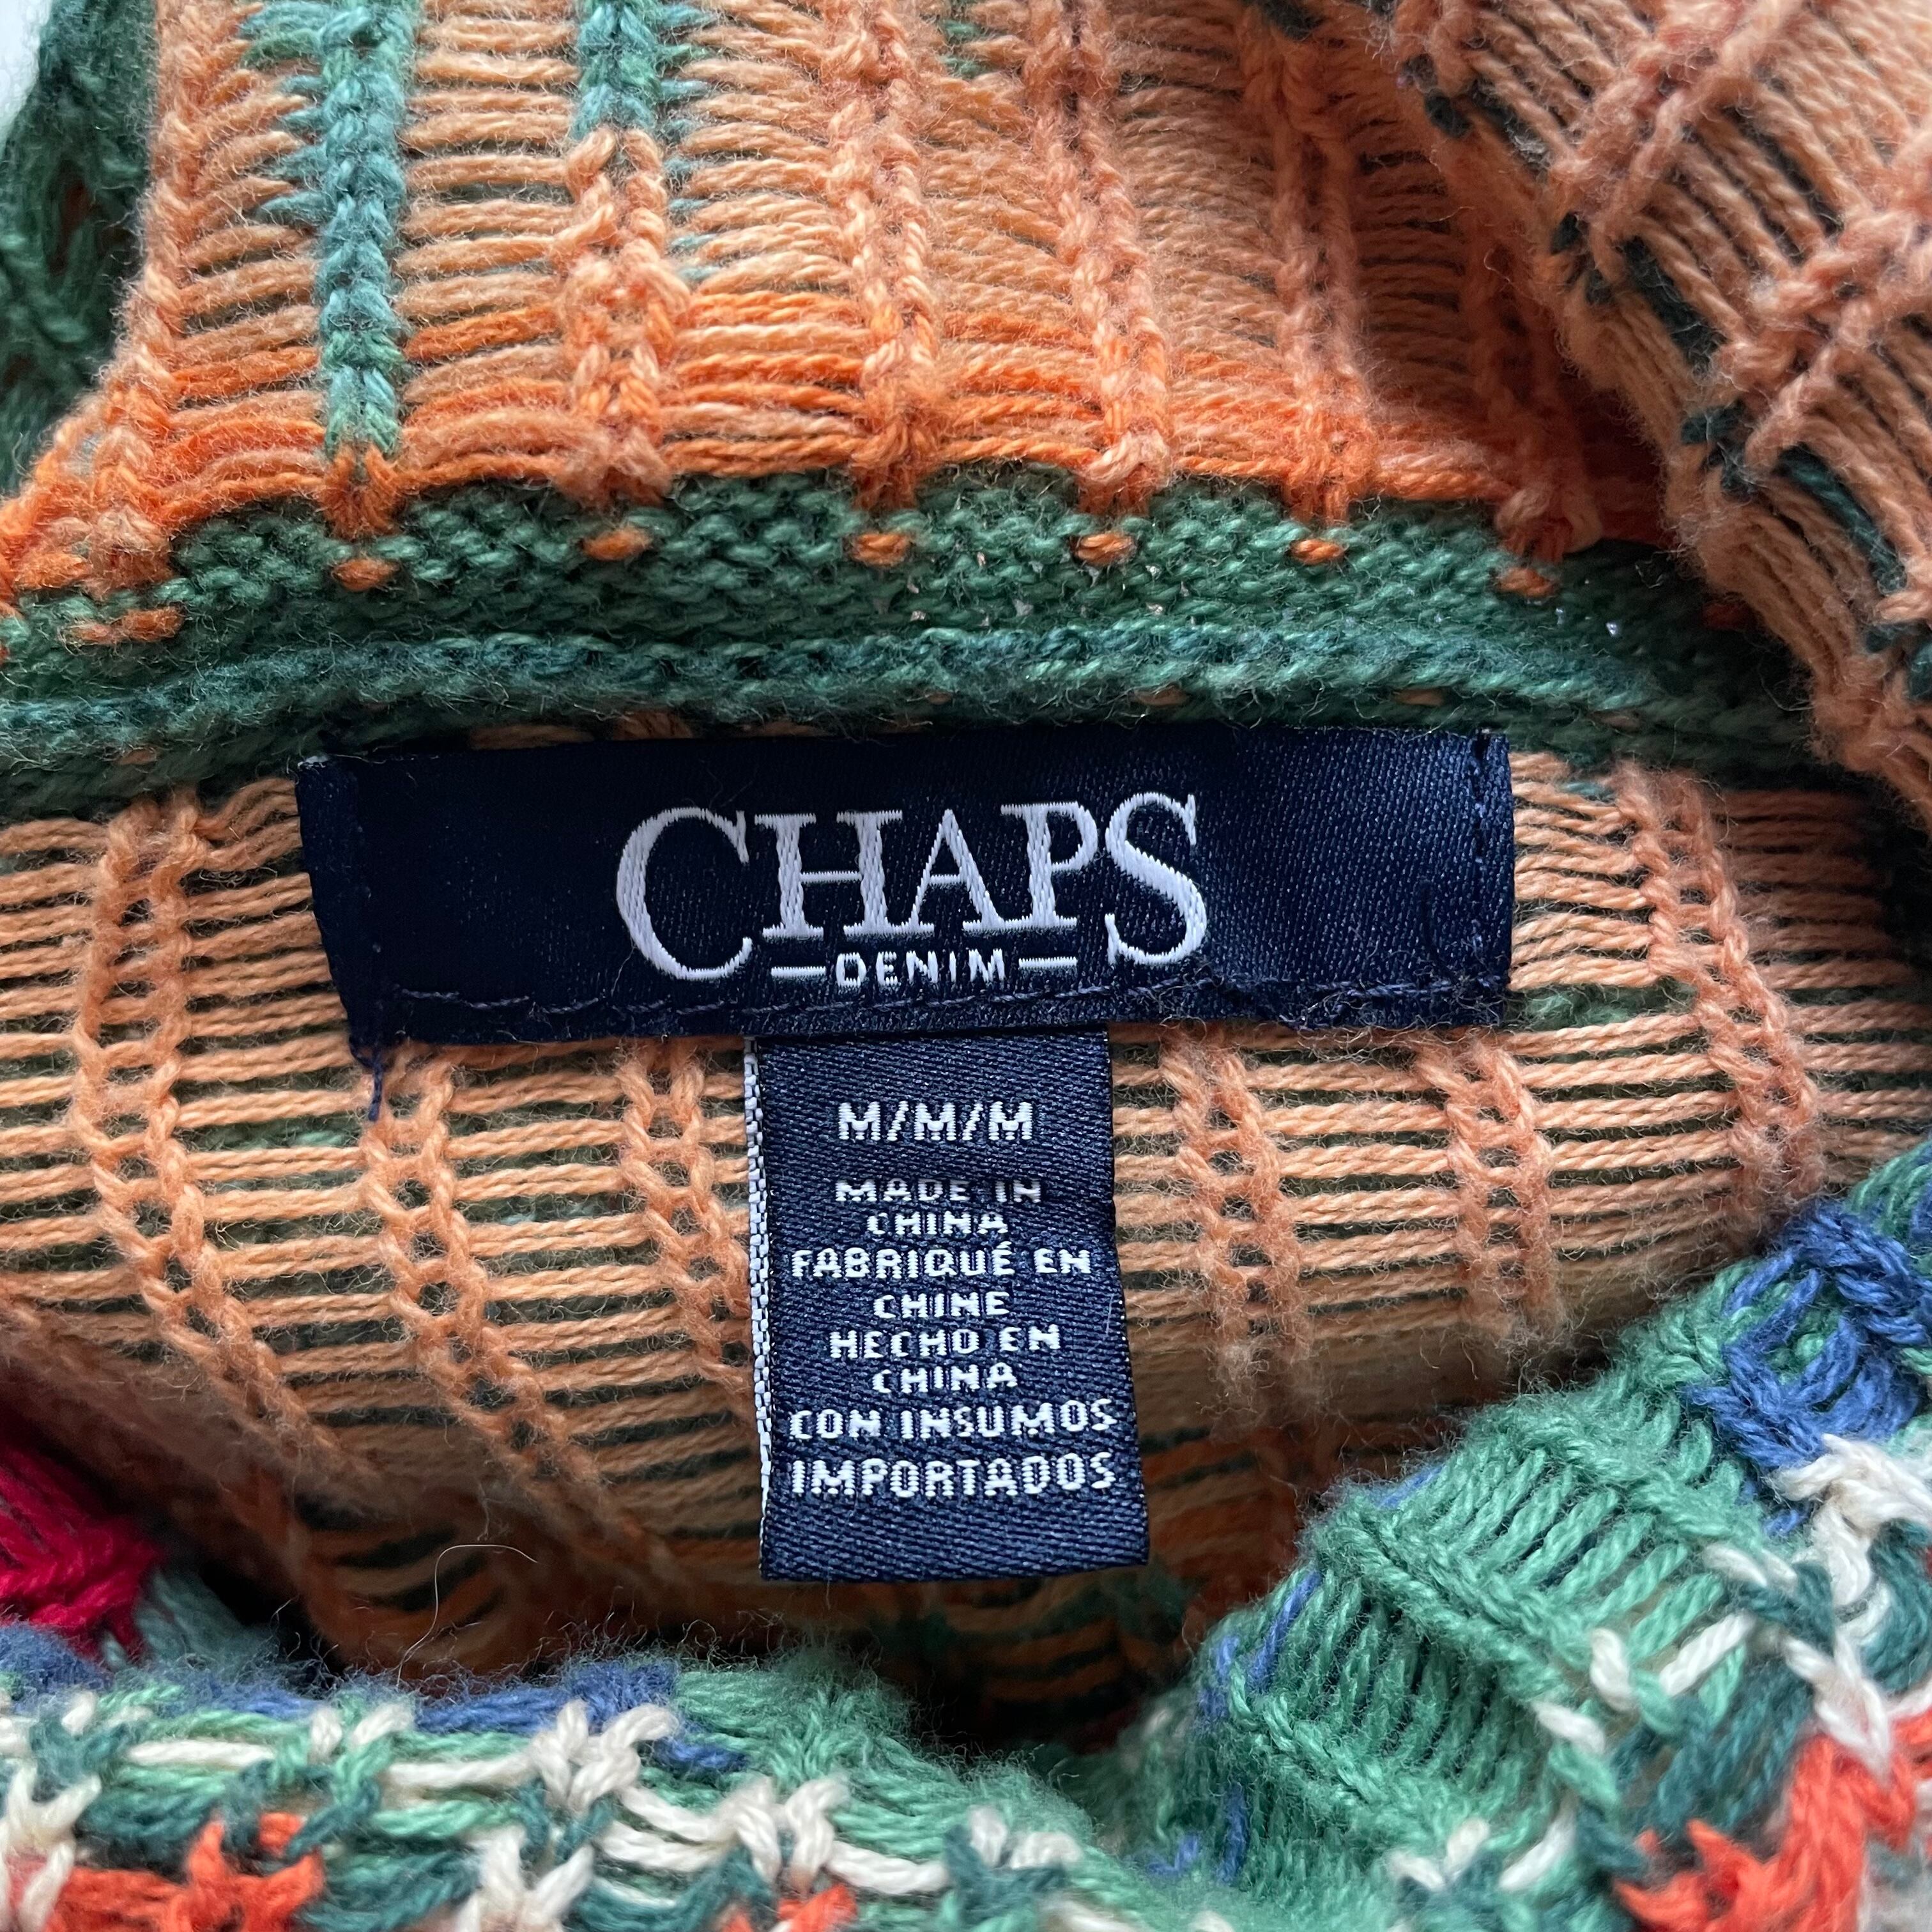 CHAPS
DENIM
M/M/M
MADE IN
CHINA
FABRIQUÉ EN
CHINE
HECHO EN
CHINA
CON INSUMOS
IMPORTADOS